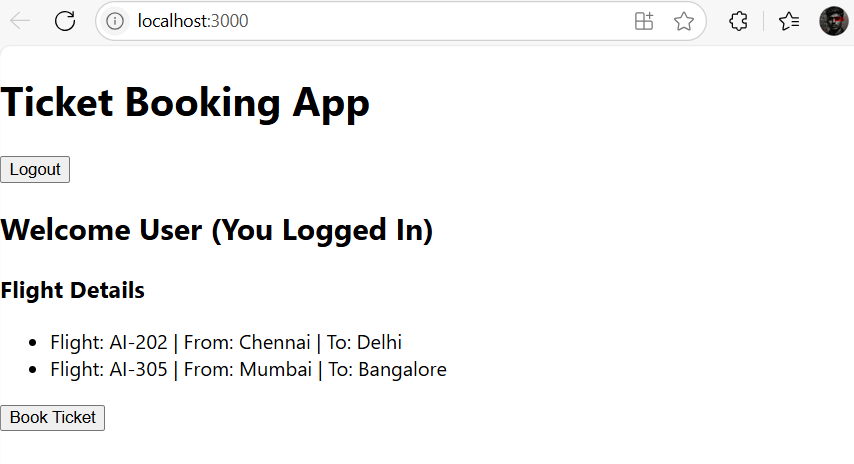 localhost:3000
Ticket Booking App
Logout
Welcome User (You Logged In)
Flight Details
Flight: AI-202 | From: Chennai | To: Delhi
Flight: AI-305 | From: Mumbai | To: Bangalore
Book Ticket